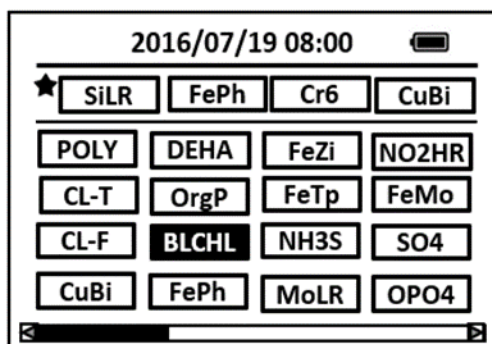 2016/07/19 08:00
SiLR FePh Cr6 CuBi
POLY DEHA FeZi NO2HR
CL-T OrgP FeTp FeMo
CL-F BLCHL NH3S SO4
CuBi FePh MoLR OPO4